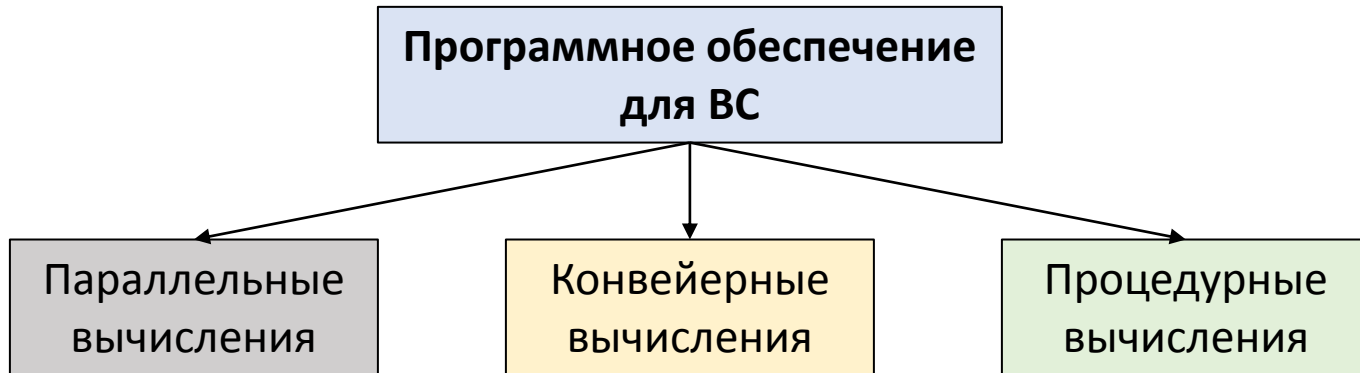 Программное обеспечение
для ВС
Параллельные
вычисления
Конвейерные
вычисления
Процедурные
вычисления